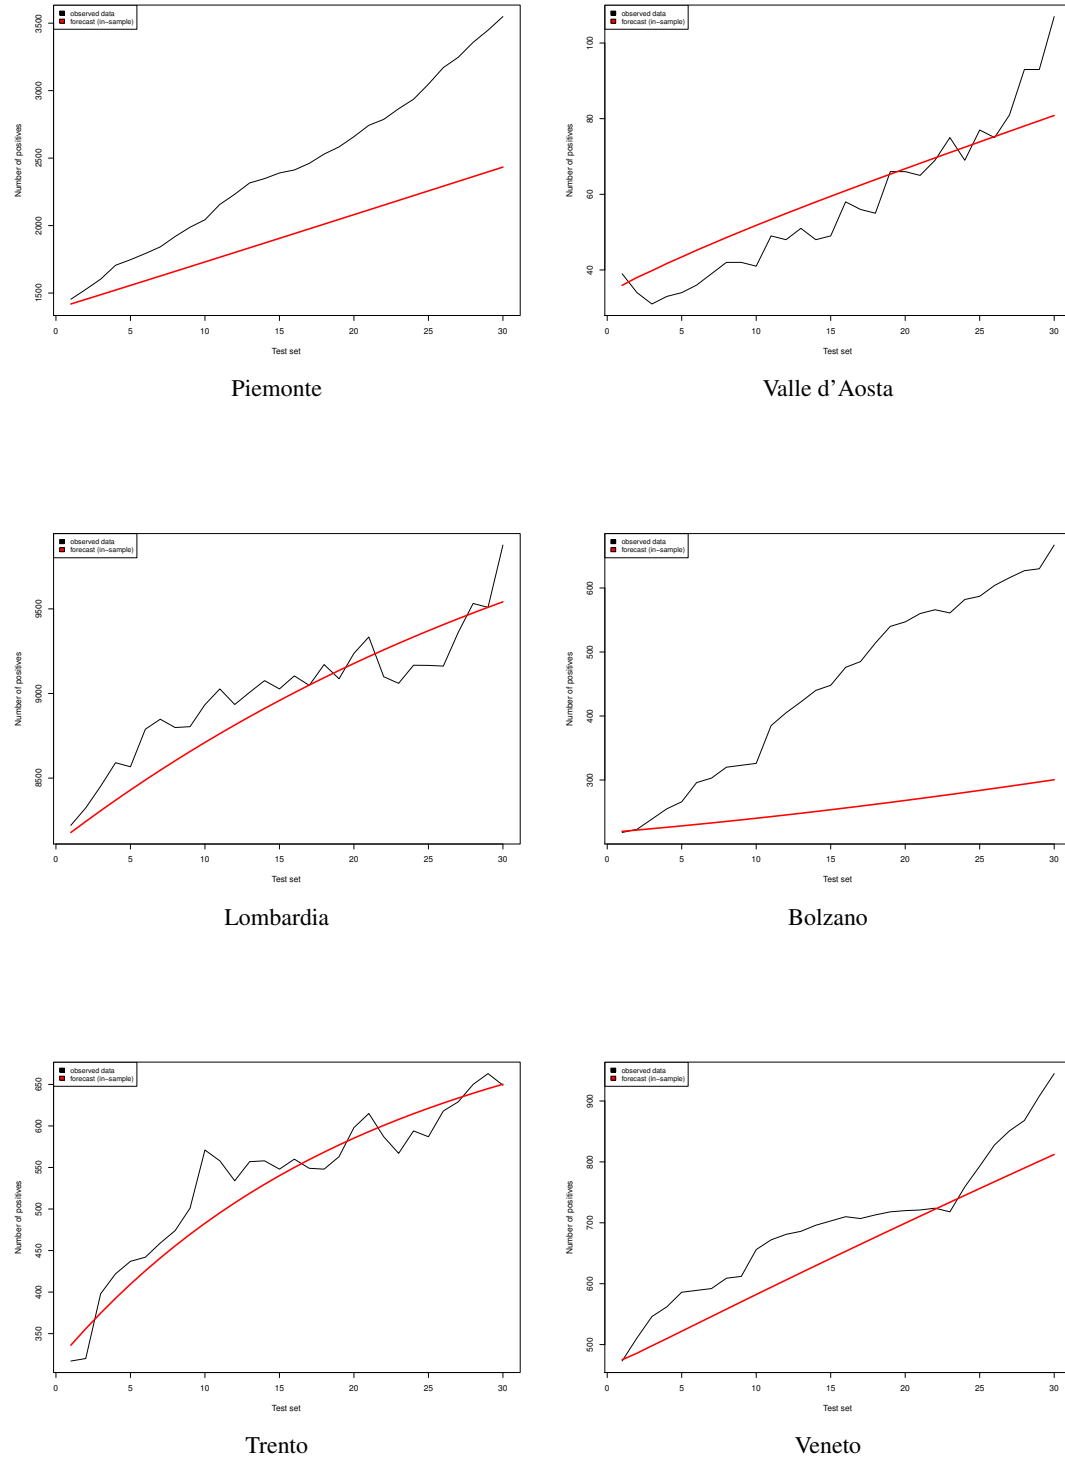 observed data
forecast (in−sample)
Number of positives
1500 2000 2500 3000 3500
0 5 10 15 20 25 30
Test set
Piemonte
observed data
forecast (in−sample)
Number of positives
40 60 80 100
0 5 10 15 20 25 30
Test set
Valle d'Aosta
observed data
forecast (in−sample)
Number of positives
8500 9000 9500
0 5 10 15 20 25 30
Test set
Lombardia
observed data
forecast (in−sample)
Number of positives
300 400 500 600
0 5 10 15 20 25 30
Test set
Bolzano
observed data
forecast (in−sample)
Number of positives
350 400 450 500 550 600 650
0 5 10 15 20 25 30
Test set
Trento
observed data
forecast (in−sample)
Number of positives
500 600 700 800 900
0 5 10 15 20 25 30
Test set
Veneto